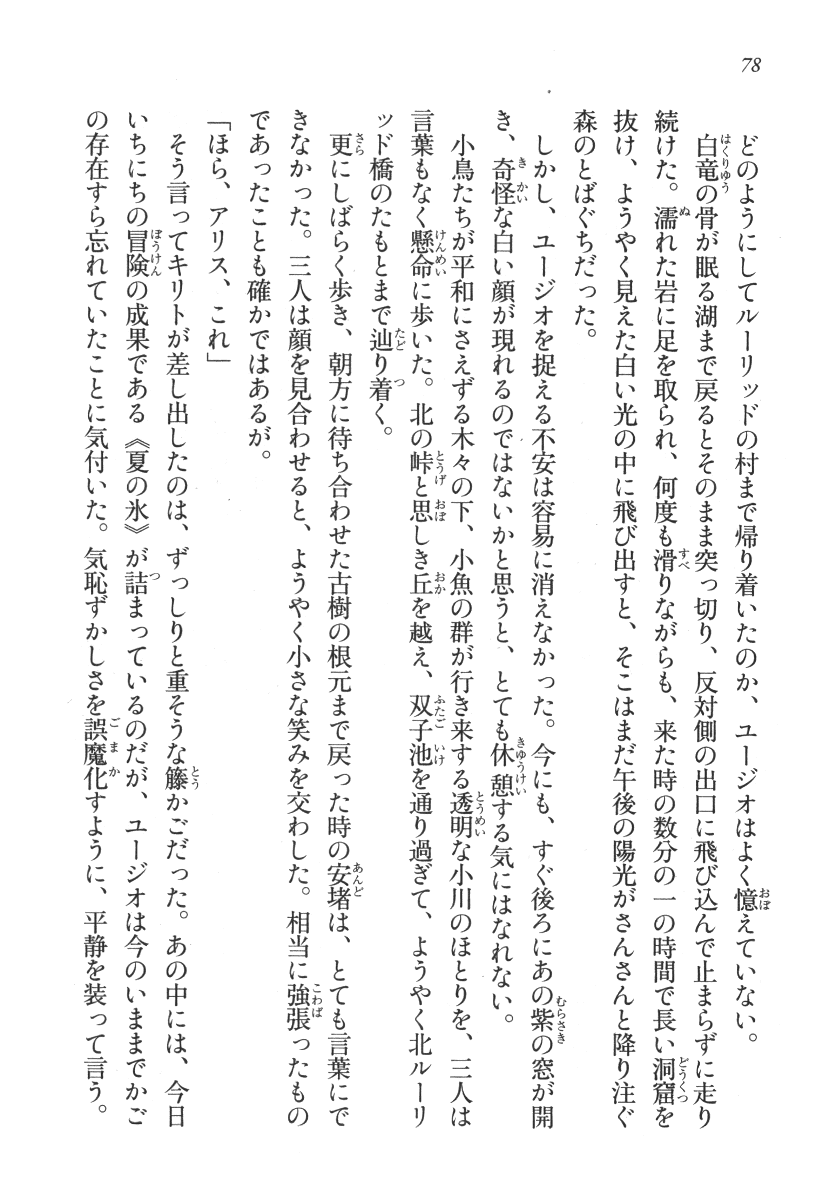 78
どのようにしてルーリッドの村まで帰り着いたのか、ユージオはよく憶えていない。
白竜の骨が眠る湖まで戻るとそのまま突っ切り、反対側の出口に飛び込んで止まらずに走り
続けた。濡れた岩に足を取られ、何度も滑りながらも、来た時の数分の一の時間で長い洞窟を
抜け、ようやく見えた白い光の中に飛び出すと、そこはまだ午後の陽光がさんさんと降り注ぐ
森のとばぐちだった。
しかし、ユージオを捉える不安は容易に消えなかった。今にも、すぐ後ろにあの紫の窓が開
き、奇怪な白い顔が現れるのではないかと思うと、とても休憩する気にはなれない。
小鳥たちが平和にさえずる木々の下、小魚の群が行き来する透明な小川のほとりを、三人は
言葉もなく懸命に歩いた。北の峠と思しき丘を越え、双子池を通り過ぎて、ようやく北ルーリ
ッド橋のたもとまで辿り着く。
更にしばらく歩き、朝方に待ち合わせた古樹の根元まで戻った時の安堵は、とても言葉にで
きなかった。三人は顔を見合わせると、ようやく小さな笑みを交わした。相当に強張ったもの
であったことも確かではあるが。
「ほら、アリス、これ」
そう言ってキリトが差し出したのは、ずっしりと重そうな籐かごだった。あの中には、今日
いちにちの冒険の成果である《夏の氷》が詰まっているのだが、ユージオは今のいままでかご
の存在すら忘れていたことに気付いた。気恥ずかしさを誤魔化すように、平静を装って言う。